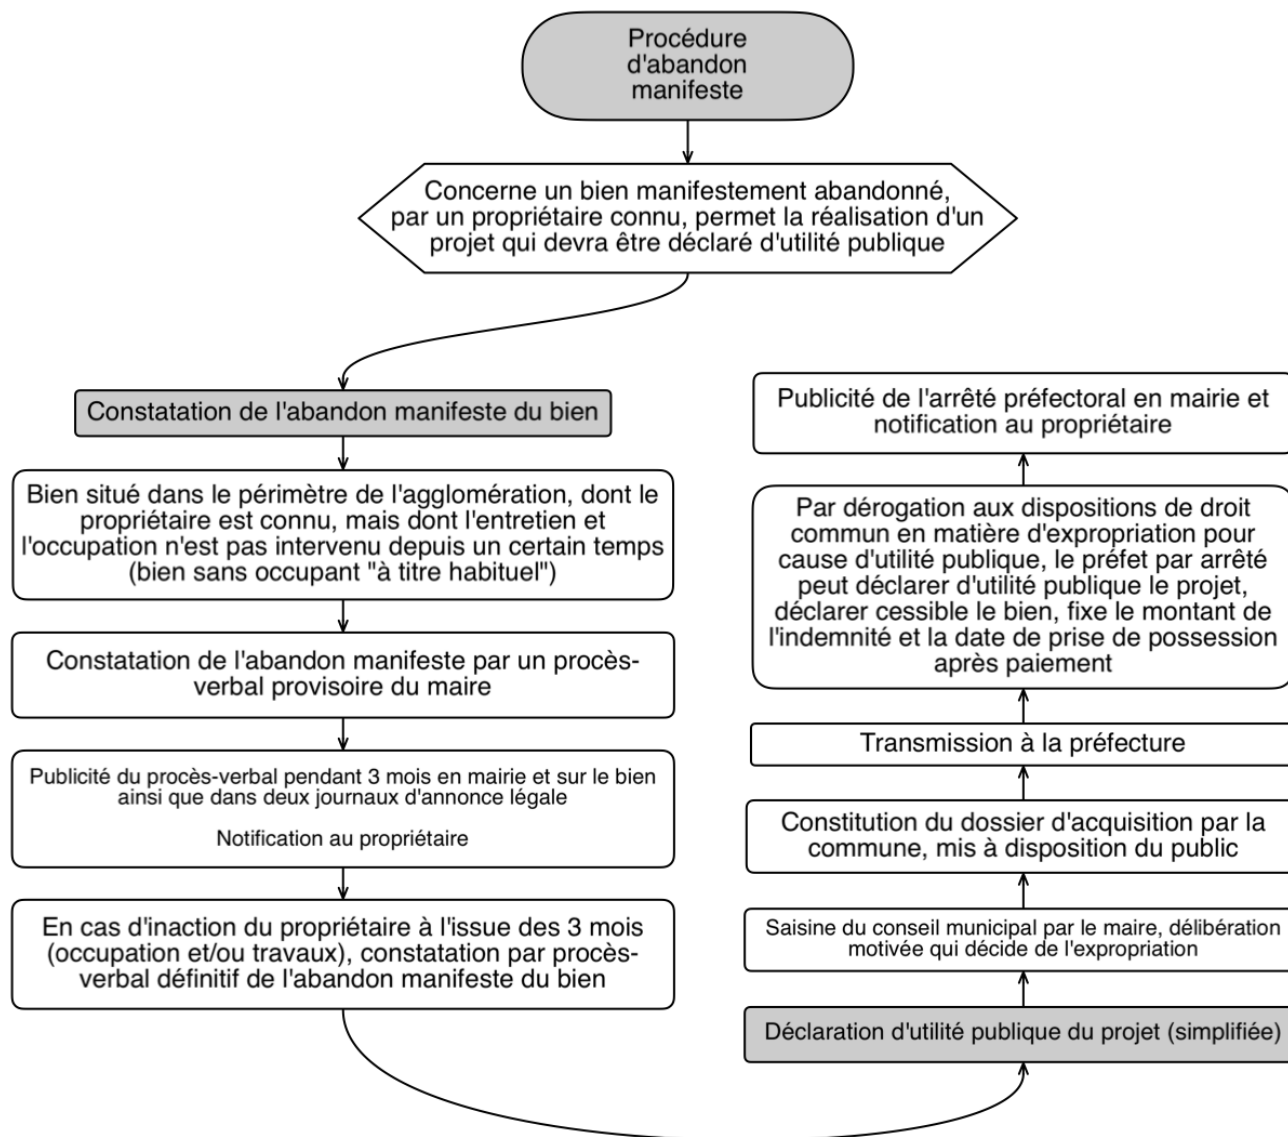 Procédure
d'abandon
manifeste
Concerne un bien manifestement abandonné,
par un propriétaire connu, permet la réalisation d'un
projet qui devra être déclaré d'utilité publique
Constatation de l'abandon manifeste du bien
Bien situé dans le périmètre de l'agglomération, dont le
propriétaire est connu, mais dont l'entretien et
l'occupation n'est pas intervenu depuis un certain temps
(bien sans occupant "à titre habituel")
Constatation de l'abandon manifeste par un procès-
verbal provisoire du maire
Publicité du procès-verbal pendant 3 mois en mairie et sur le bien
ainsi que dans deux journaux d'annonce légale
Notification au propriétaire
En cas d'inaction du propriétaire à l'issue des 3 mois
(occupation et/ou travaux), constatation par procès-
verbal définitif de l'abandon manifeste du bien
Déclaration d'utilité publique du projet (simplifiée)
Saisine du conseil municipal par le maire, délibération
motivée qui décide de l'expropriation
Constitution du dossier d'acquisition par la
commune, mis à disposition du public
Transmission à la préfecture
Par dérogation aux dispositions de droit
commun en matière d'expropriation pour
cause d'utilité publique, le préfet par arrêté
peut déclarer d'utilité publique le projet,
déclarer cessible le bien, fixe le montant de
l'indemnité et la date de prise de possession
après paiement
Publicité de l'arrêté préfectoral en mairie et
notification au propriétaire